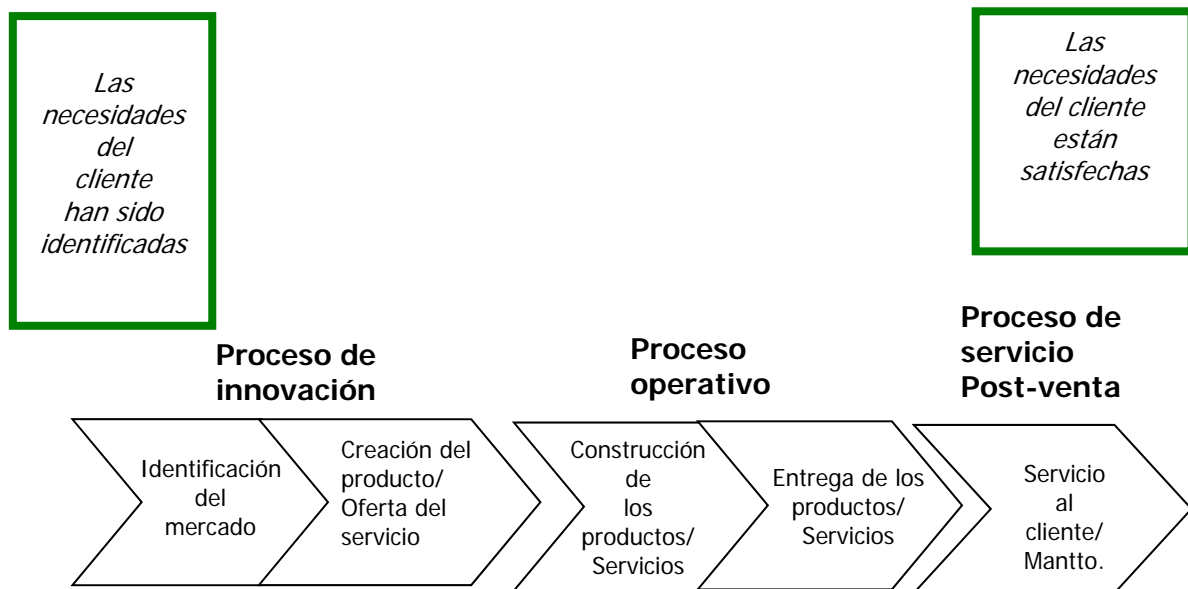 Las
necesidades
del
cliente
han sido
identificadas
Las
necesidades
del cliente
están
satisfechas
Proceso de
innovación
Proceso
operativo
Proceso de
servicio
Post-venta
Identificación
del
mercado
Creación del
producto/
Oferta del
servicio
Construcción
de
los
productos/
Servicios
Entrega de los
productos/
Servicios
Servicio
al
cliente/
Mantto.